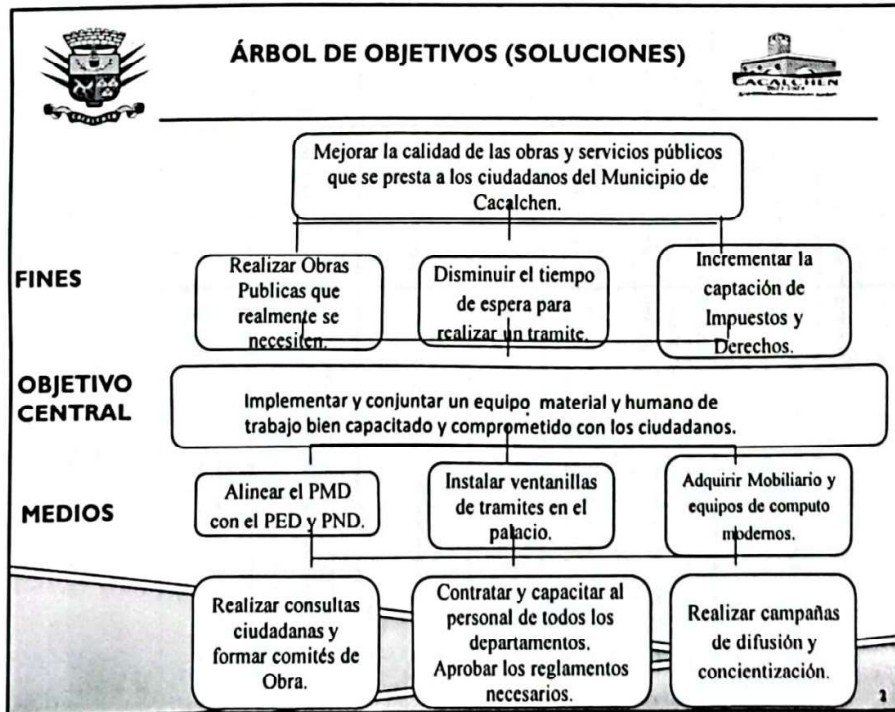 ÁRBOL DE OBJETIVOS (SOLUCIONES)
CACALCHEN
Mejorar la calidad de las obras y servicios públicos
que se presta a los ciudadanos del Municipio de
Cacalchen.
FINES
Realizar Obras
Publicas que
realmente se
necesiten.
Disminuir el tiempo
de espera para
realizar un tramite.
Incrementar la
captación de
Impuestos y
Derechos.
OBJETIVO
CENTRAL
Implementar y conjuntar un equipo material y humano de
trabajo bien capacitado y comprometido con los ciudadanos.
MEDIOS
Alinear el PMD
con el PED y PND.
Instalar ventanillas
de tramites en el
palacio.
Adquirir Mobiliario y
equipos de computo
modernos.
Realizar consultas
ciudadanas y
formar comités de
Obra.
Contratar y capacitar al
personal de todos los
departamentos.
Aprobar los reglamentos
necesarios.
Realizar campañas
de difusión y
concientización.